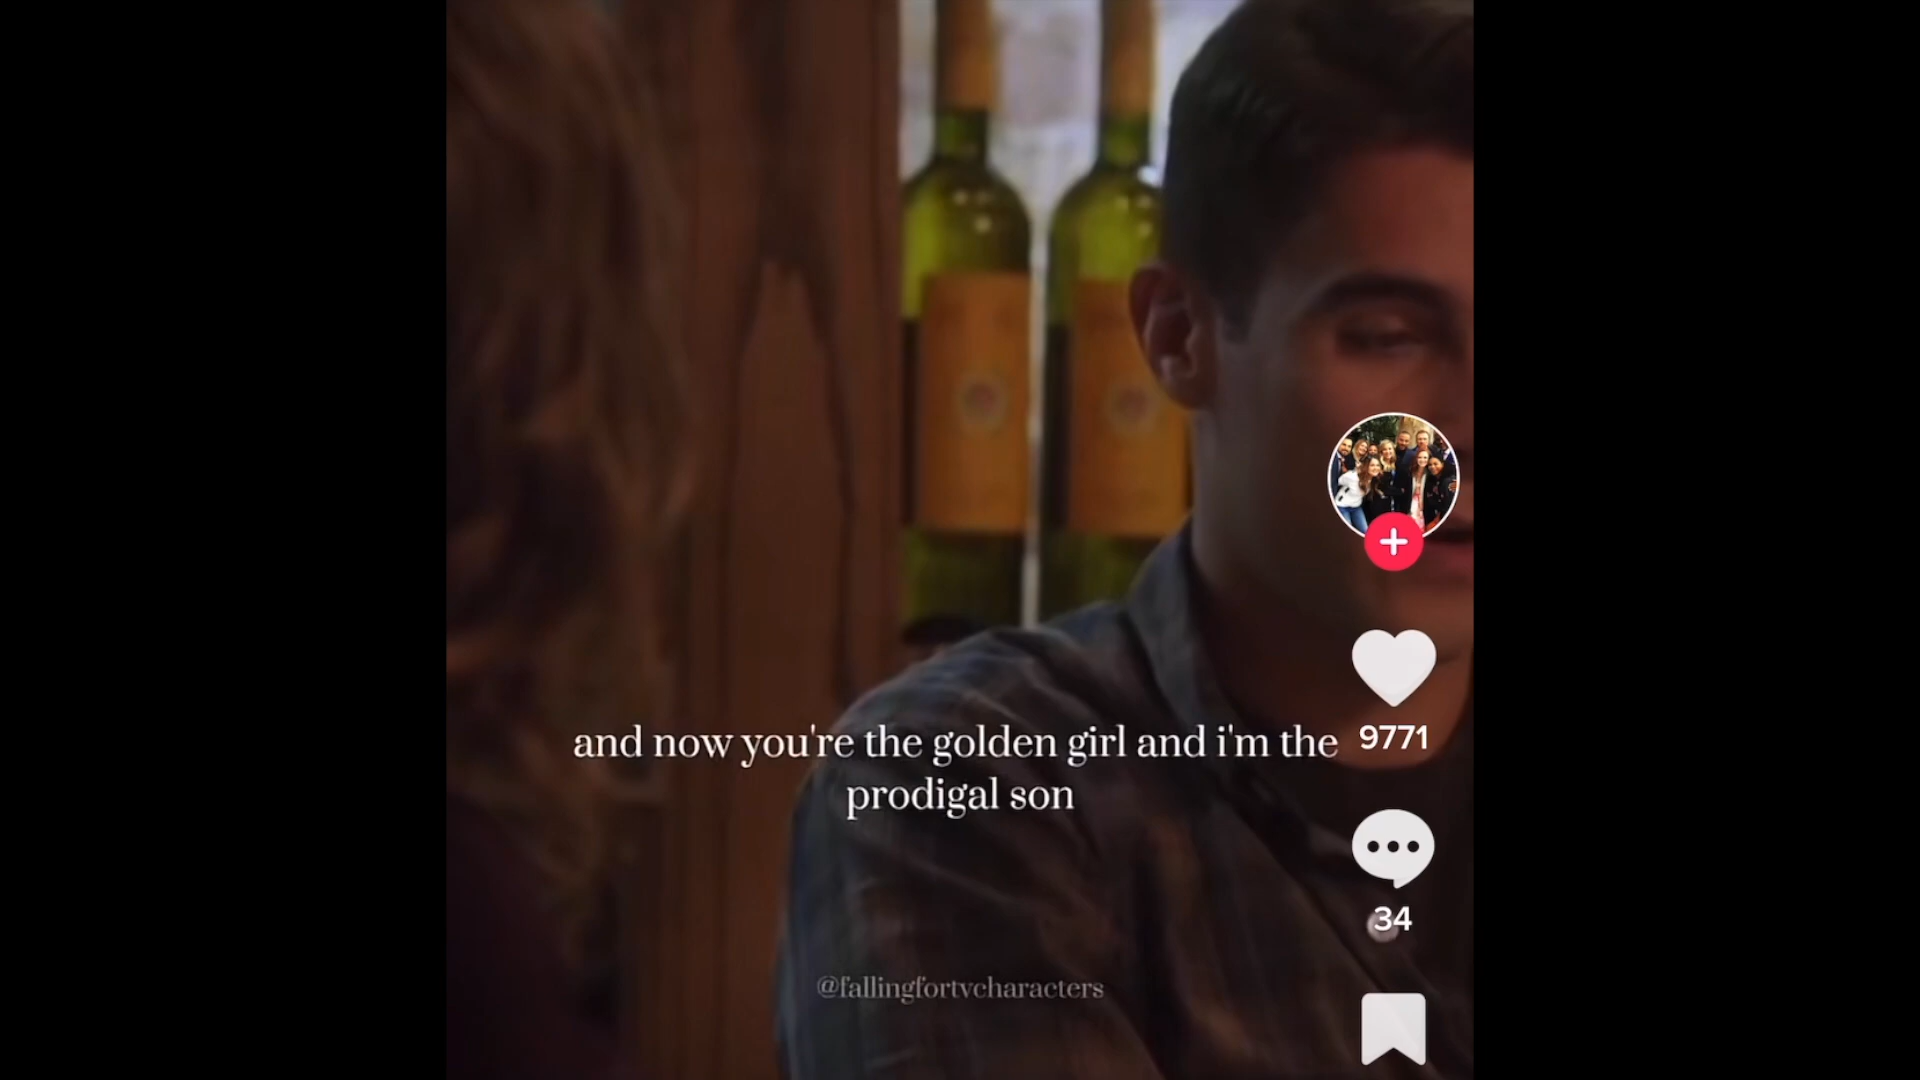 and now you're the golden girl and i'm the
prodigal son
9771
34
@fallingfortvcharacters